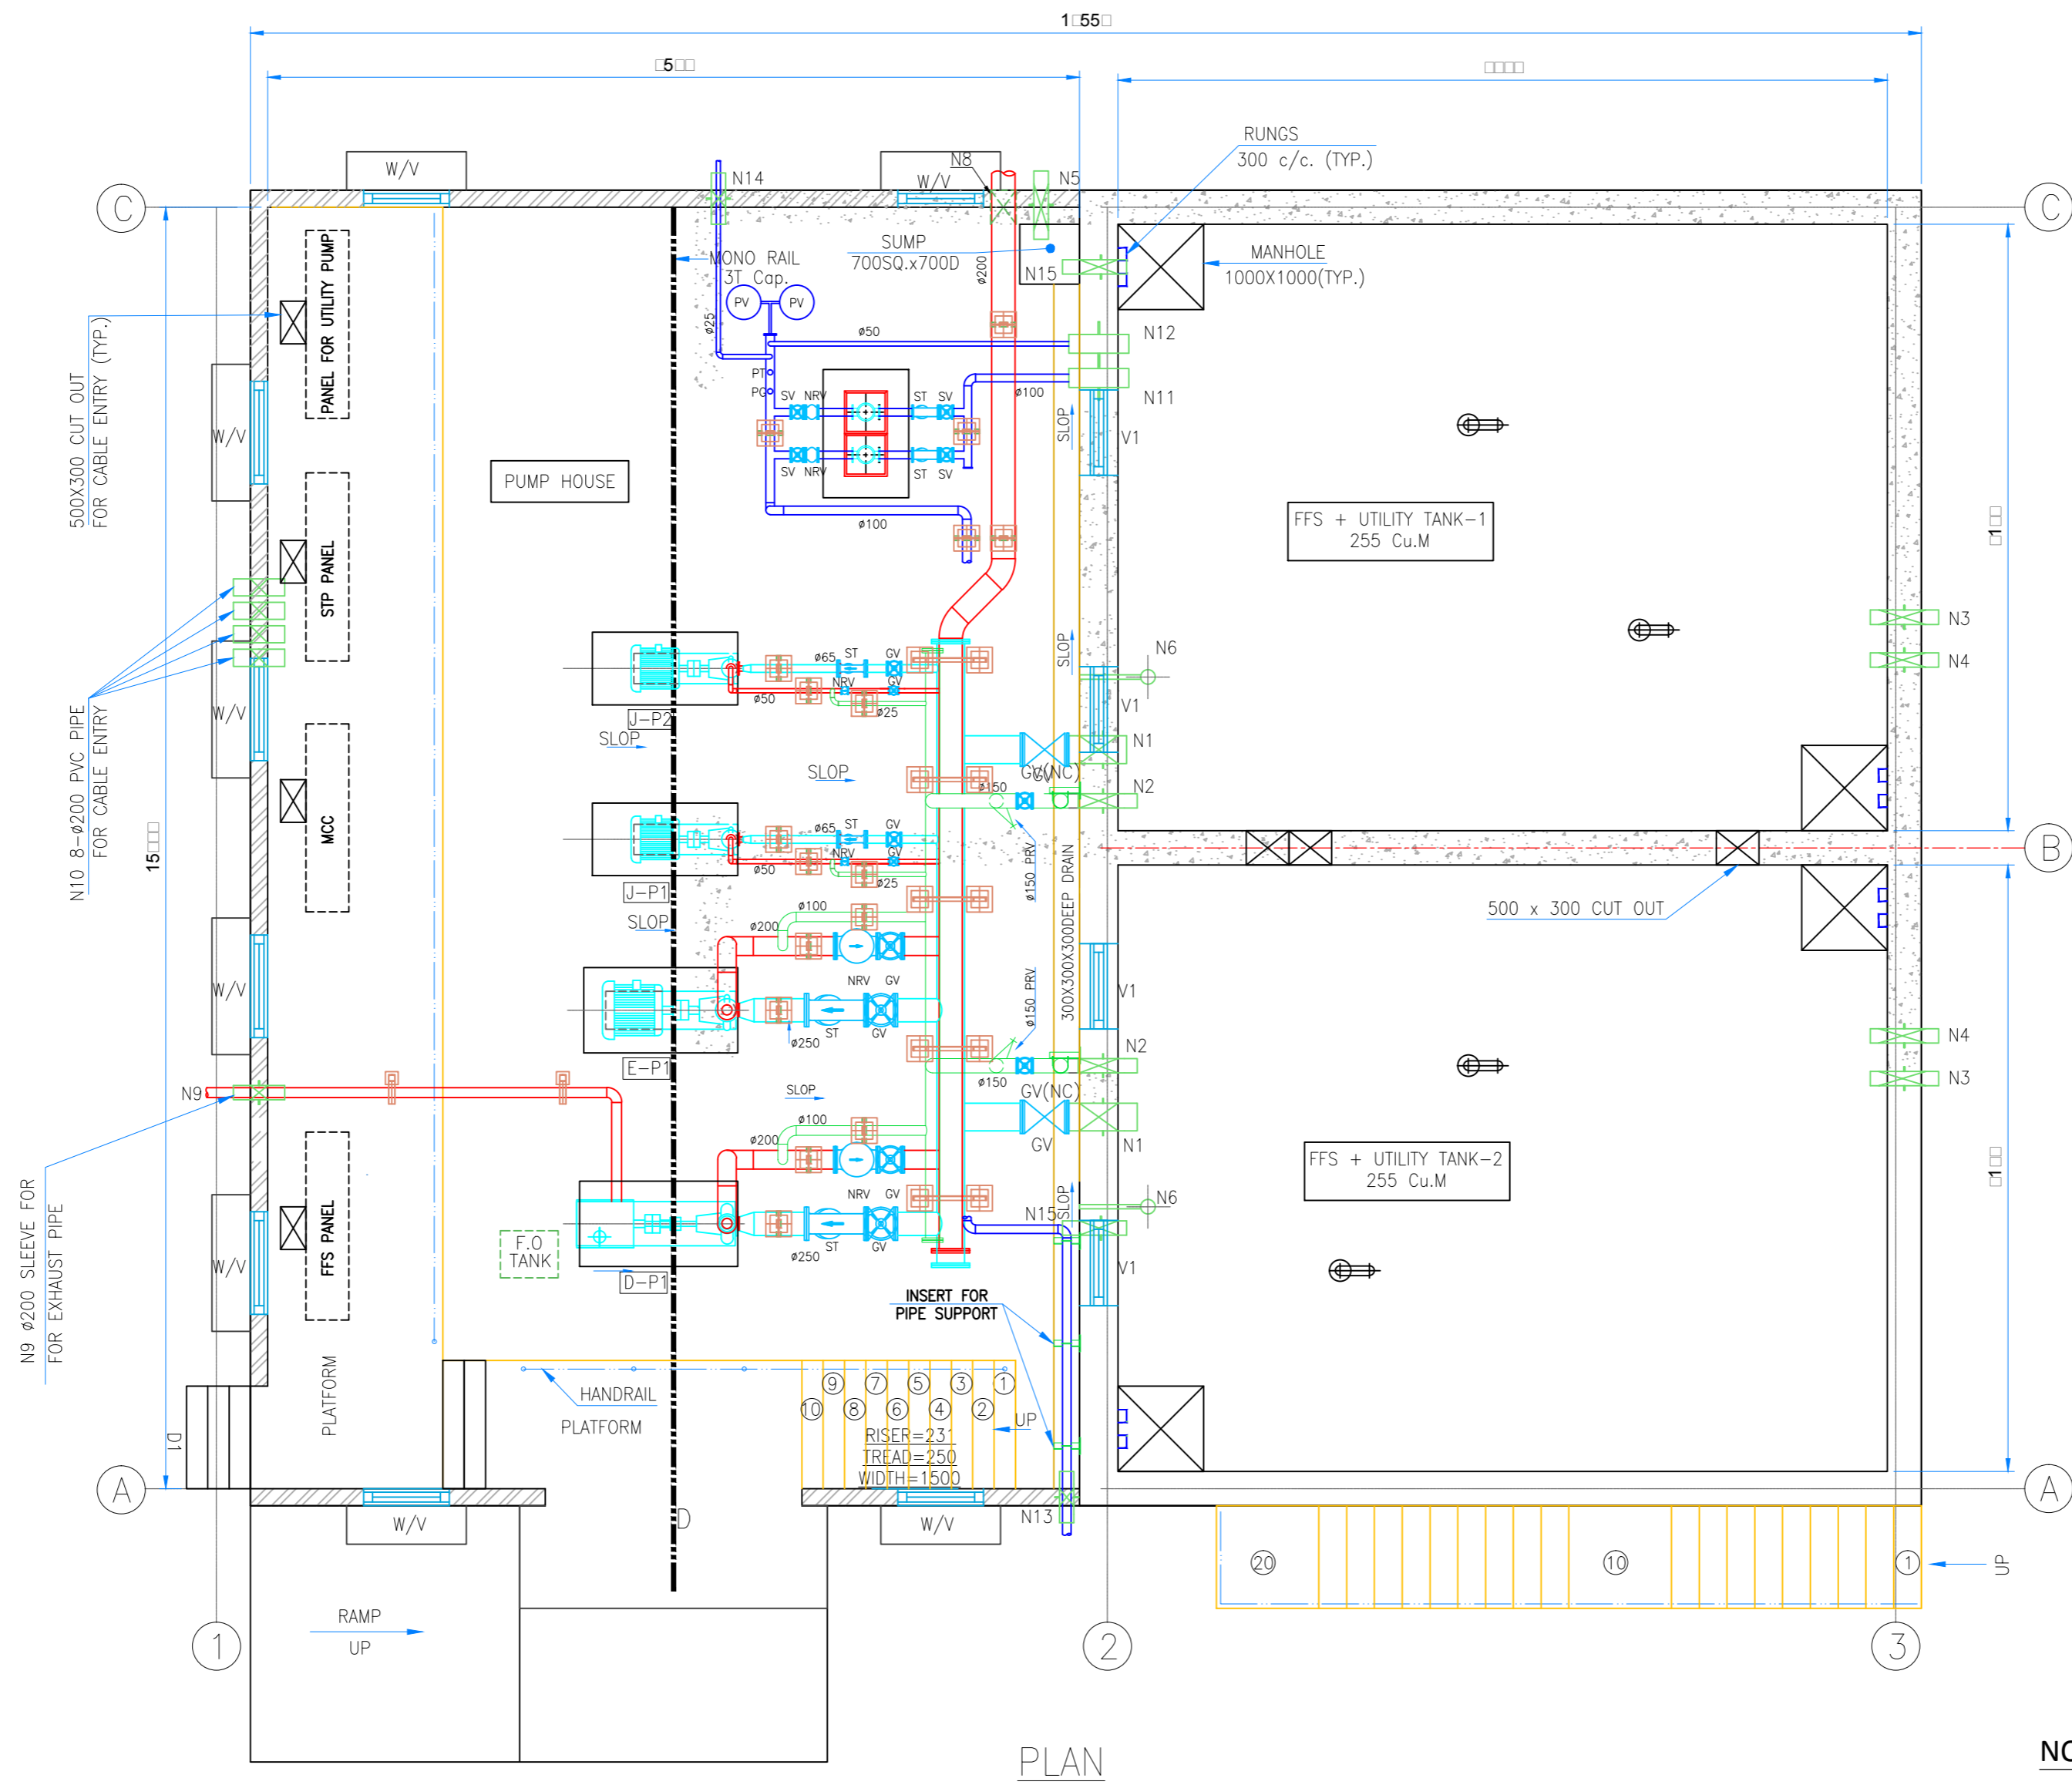 1□55□
□5□□
□□□□
RUNGS
300 c/c. (TYP.)
W/V
N8
W/V
N14
N5
C
C
SUMP
700SQ.x700D
MONO RAIL
3T Cap.
MANHOLE
1000X1000(TYP.)
N15
ø200
PANEL FOR UTILITY PUMP
500X300 CUT OUT
FOR CABLE ENTRY (TYP.)
PV
PV
ø25
ø50
N12
PT
PG
SV
NRV
ST
SV
ø100
N11
SLOP
V1
W/V
SV
NRV
ST
SV
PUMP HOUSE
ø100
FFS + UTILITY TANK-1
255 Cu.M
□1□□
STP PANEL
N3
N4
SLOP
N6
ø65
ST
GV
NRV
GV
ø50
ø25
J-P2
V1
W/V
SLOP
N1
SLOP
GV
GV(NC)
N2
ø150
N10 8-ø200 PVC PIPE
FOR CABLE ENTRY
MCC
ø65
ST
GV
NRV
GV
ø50
ø25
J-P1
ø150 PRV
300X300X300DEEP DRAIN
B
15□□□
500 x 300 CUT OUT
SLOP
ø100
ø200
NRV
GV
W/V
V1
ø150 PRV
ST
GV
ø250
E-P1
N2
ø150
N4
N3
GV(NC)
N9
SLOP
ø100
ø200
GV
N1
FFS + UTILITY TANK-2
255 Cu.M
□1□□
N9 ø200 SLEEVE FOR
FOR EXHAUST PIPE
FFS PANEL
NRV
GV
N15
SLOP
N6
F.O
TANK
ST
GV
ø250
D-P1
W/V
V1
INSERT FOR
PIPE SUPPORT
PLATFORM
HANDRAIL
PLATFORM
9
7
5
3
1
10
8
6
4
2
UP
RISER=231
TREAD=250
WIDTH=1500
D1
A
A
W/V
D
W/V
N13
20
10
1
UP
RAMP
UP
1
2
3
PLAN